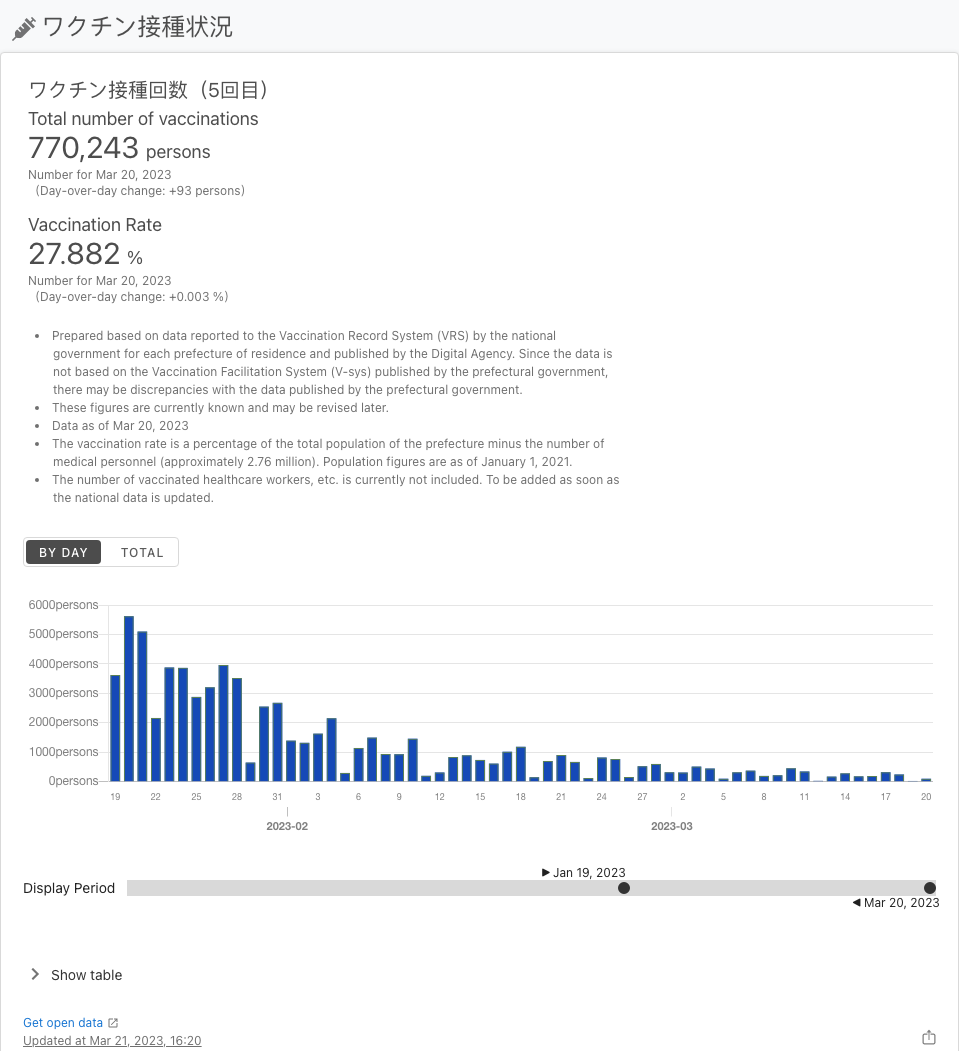 ワクチン接種状況
ワクチン接種回数（5回目）
Total number of vaccinations
770,243 persons
Number for Mar 20, 2023
(Day-over-day change: +93 persons)
Vaccination Rate
27.882 %
Number for Mar 20, 2023
(Day-over-day change: +0.003 %)
• Prepared based on data reported to the Vaccination Record System (VRS) by the national
government for each prefecture of residence and published by the Digital Agency. Since the data is
not based on the Vaccination Facilitation System (V-sys) published by the prefectural government,
there may be discrepancies with the data published by the prefectural government.
• These figures are currently known and may be revised later.
• Data as of Mar 20, 2023
• The vaccination rate is a percentage of the total population of the prefecture minus the number of
medical personnel (approximately 2.76 million). Population figures are as of January 1, 2021.
• The number of vaccinated healthcare workers, etc. is currently not included. To be added as soon as
the national data is updated.
BY DAY TOTAL
6000persons
5000persons
4000persons
3000persons
2000persons
1000persons
0persons
19 22 25 28 31 3 6 9 12 15 18 21 24 27 2 5 8 11 14 17 20
2023-02 2023-03
▶ Jan 19, 2023
Display Period
◀ Mar 20, 2023
Show table
Get open data
Updated at Mar 21, 2023, 16:20